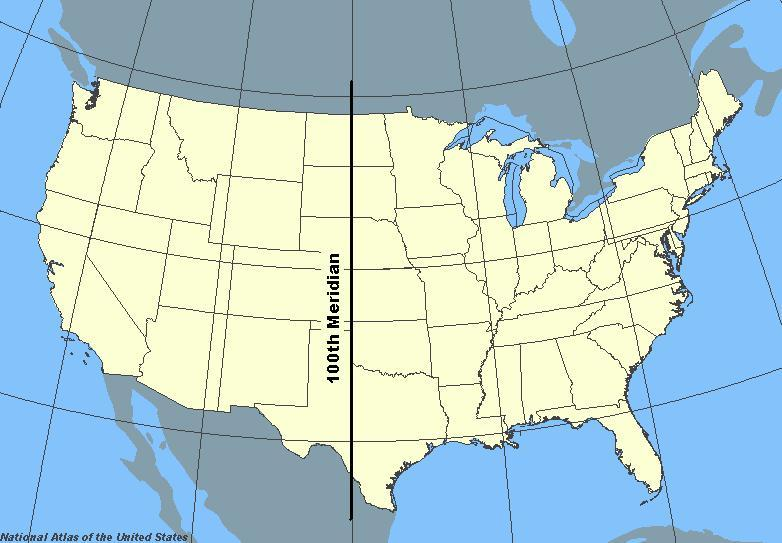 100th Meridian
National Atlas of the United States